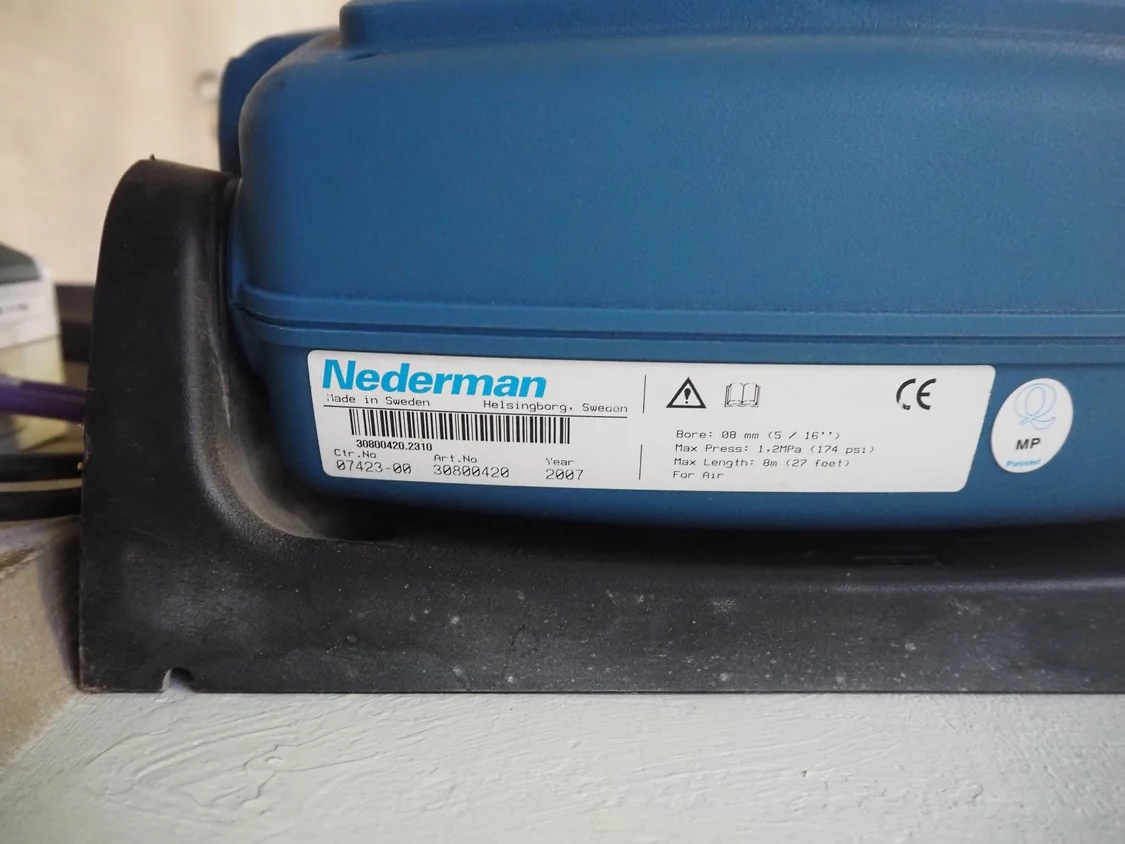 Nederman
Made in Sweden Helsingborg, Sweden
30800420.2310
Ctr.No Art.No Year
07423-00 30800420 2007
CE
Bore: 08 mm (5 / 16'')
Max Press: 1,2MPa (174 psi)
Max Length: 8m (27 feet)
For Air
Q
MP
Passed